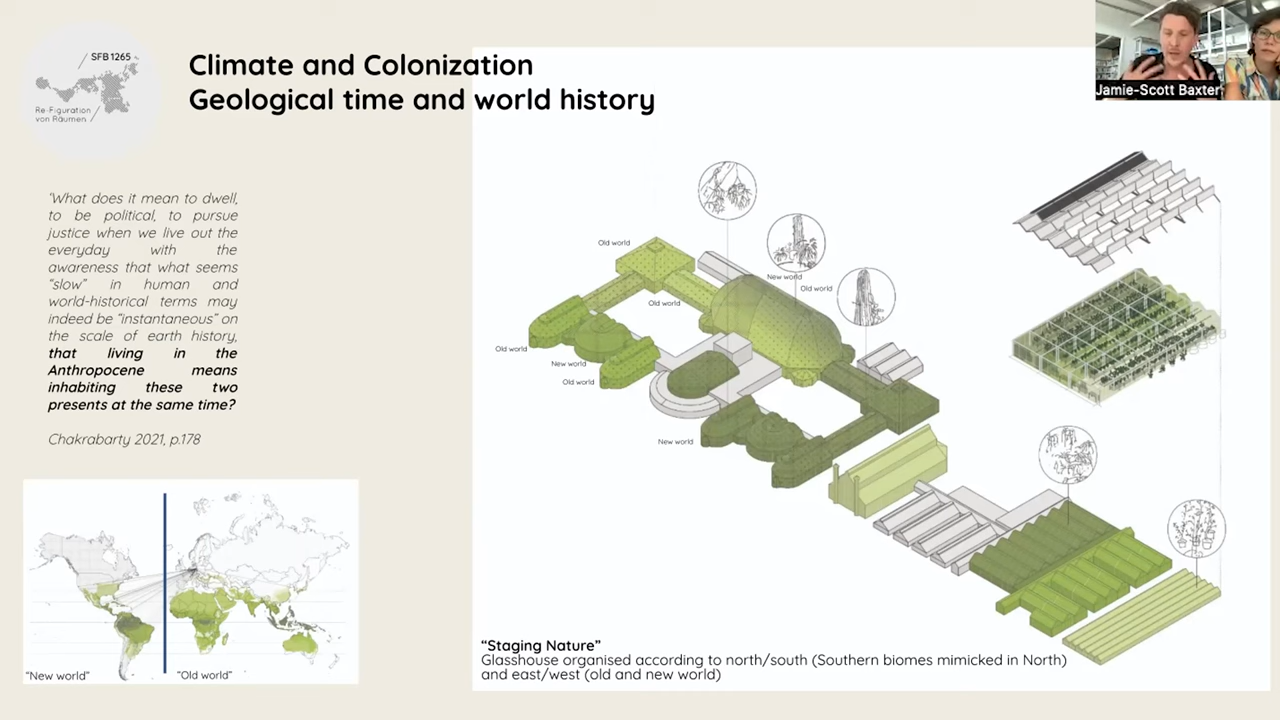 SFB 1265
Re-Figuration
von Räumen
Climate and Colonization
Geological time and world history
Jamie-Scott Baxter
‘What does it mean to dwell,
to be political, to pursue
justice when we live out the
everyday with the
awareness that what seems
“slow” in human and
world-historical terms may
indeed be “instantaneous” on
the scale of earth history,
that living in the
Anthropocene means
inhabiting these two
presents at the same time?
Chakrabarty 2021, p.178
Old world
New world
Old world
Old world
Old world
New world
Old world
New world
“New world”
“Old world”
“Staging Nature”
Glasshouse organised according to north/south (Southern biomes mimicked in North)
and east/west (old and new world)